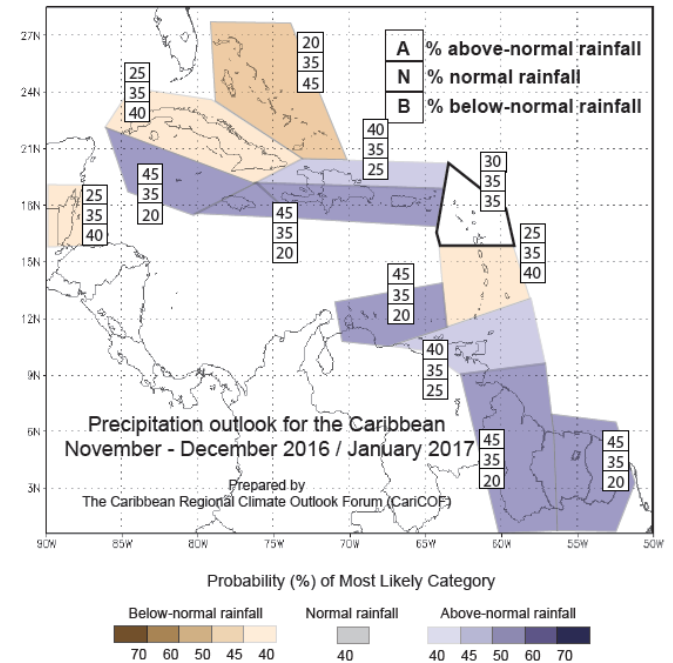 27N
24N
21N
18N
15N
12N
9N
6N
3N
90W
85W
80W
75W
70W
65W
60W
55W
50W
A % above-normal rainfall
N % normal rainfall
B % below-normal rainfall
20
35
45
25
35
40
40
35
25
45
35
20
30
35
35
25
35
40
45
35
20
25
35
40
45
35
20
40
35
25
45
35
20
45
35
20
Precipitation outlook for the Caribbean
November - December 2016 / January 2017
Prepared by
The Caribbean Regional Climate Outlook Forum (CariCOF)
Probability (%) of Most Likely Category
Below-normal rainfall
70 60 50 45 40
Normal rainfall
40
Above-normal rainfall
40 45 50 60 70